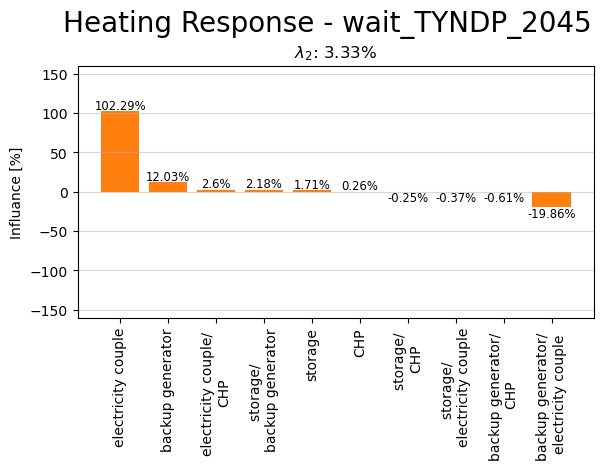 Heating Response - wait_TYNDP_2045
λ₂: 3.33%
Influance [%]
150
100
50
0
−50
−100
−150
102.29%
12.03%
2.6%
2.18%
1.71%
0.26%
-0.25%
-0.37%
-0.61%
-19.86%
electricity couple
backup generator
electricity couple/
CHP
storage/
backup generator
storage
CHP
storage/
CHP
storage/
electricity couple
backup generator/
CHP
backup generator/
electricity couple